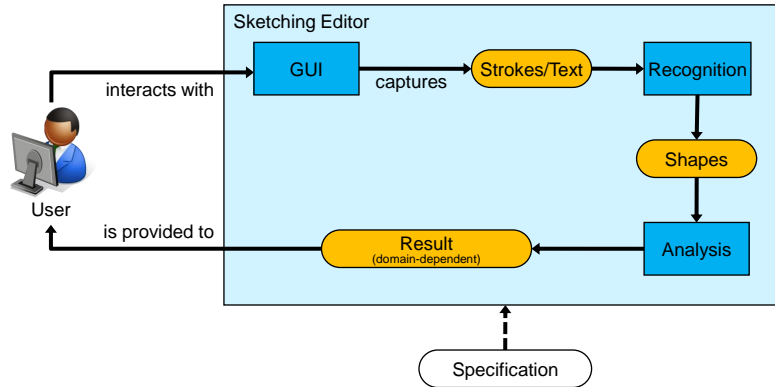 Sketching Editor
GUI
Strokes/Text
Recognition
interacts with
captures
Shapes
User
is provided to
Result
(domain-dependent)
Analysis
Specification